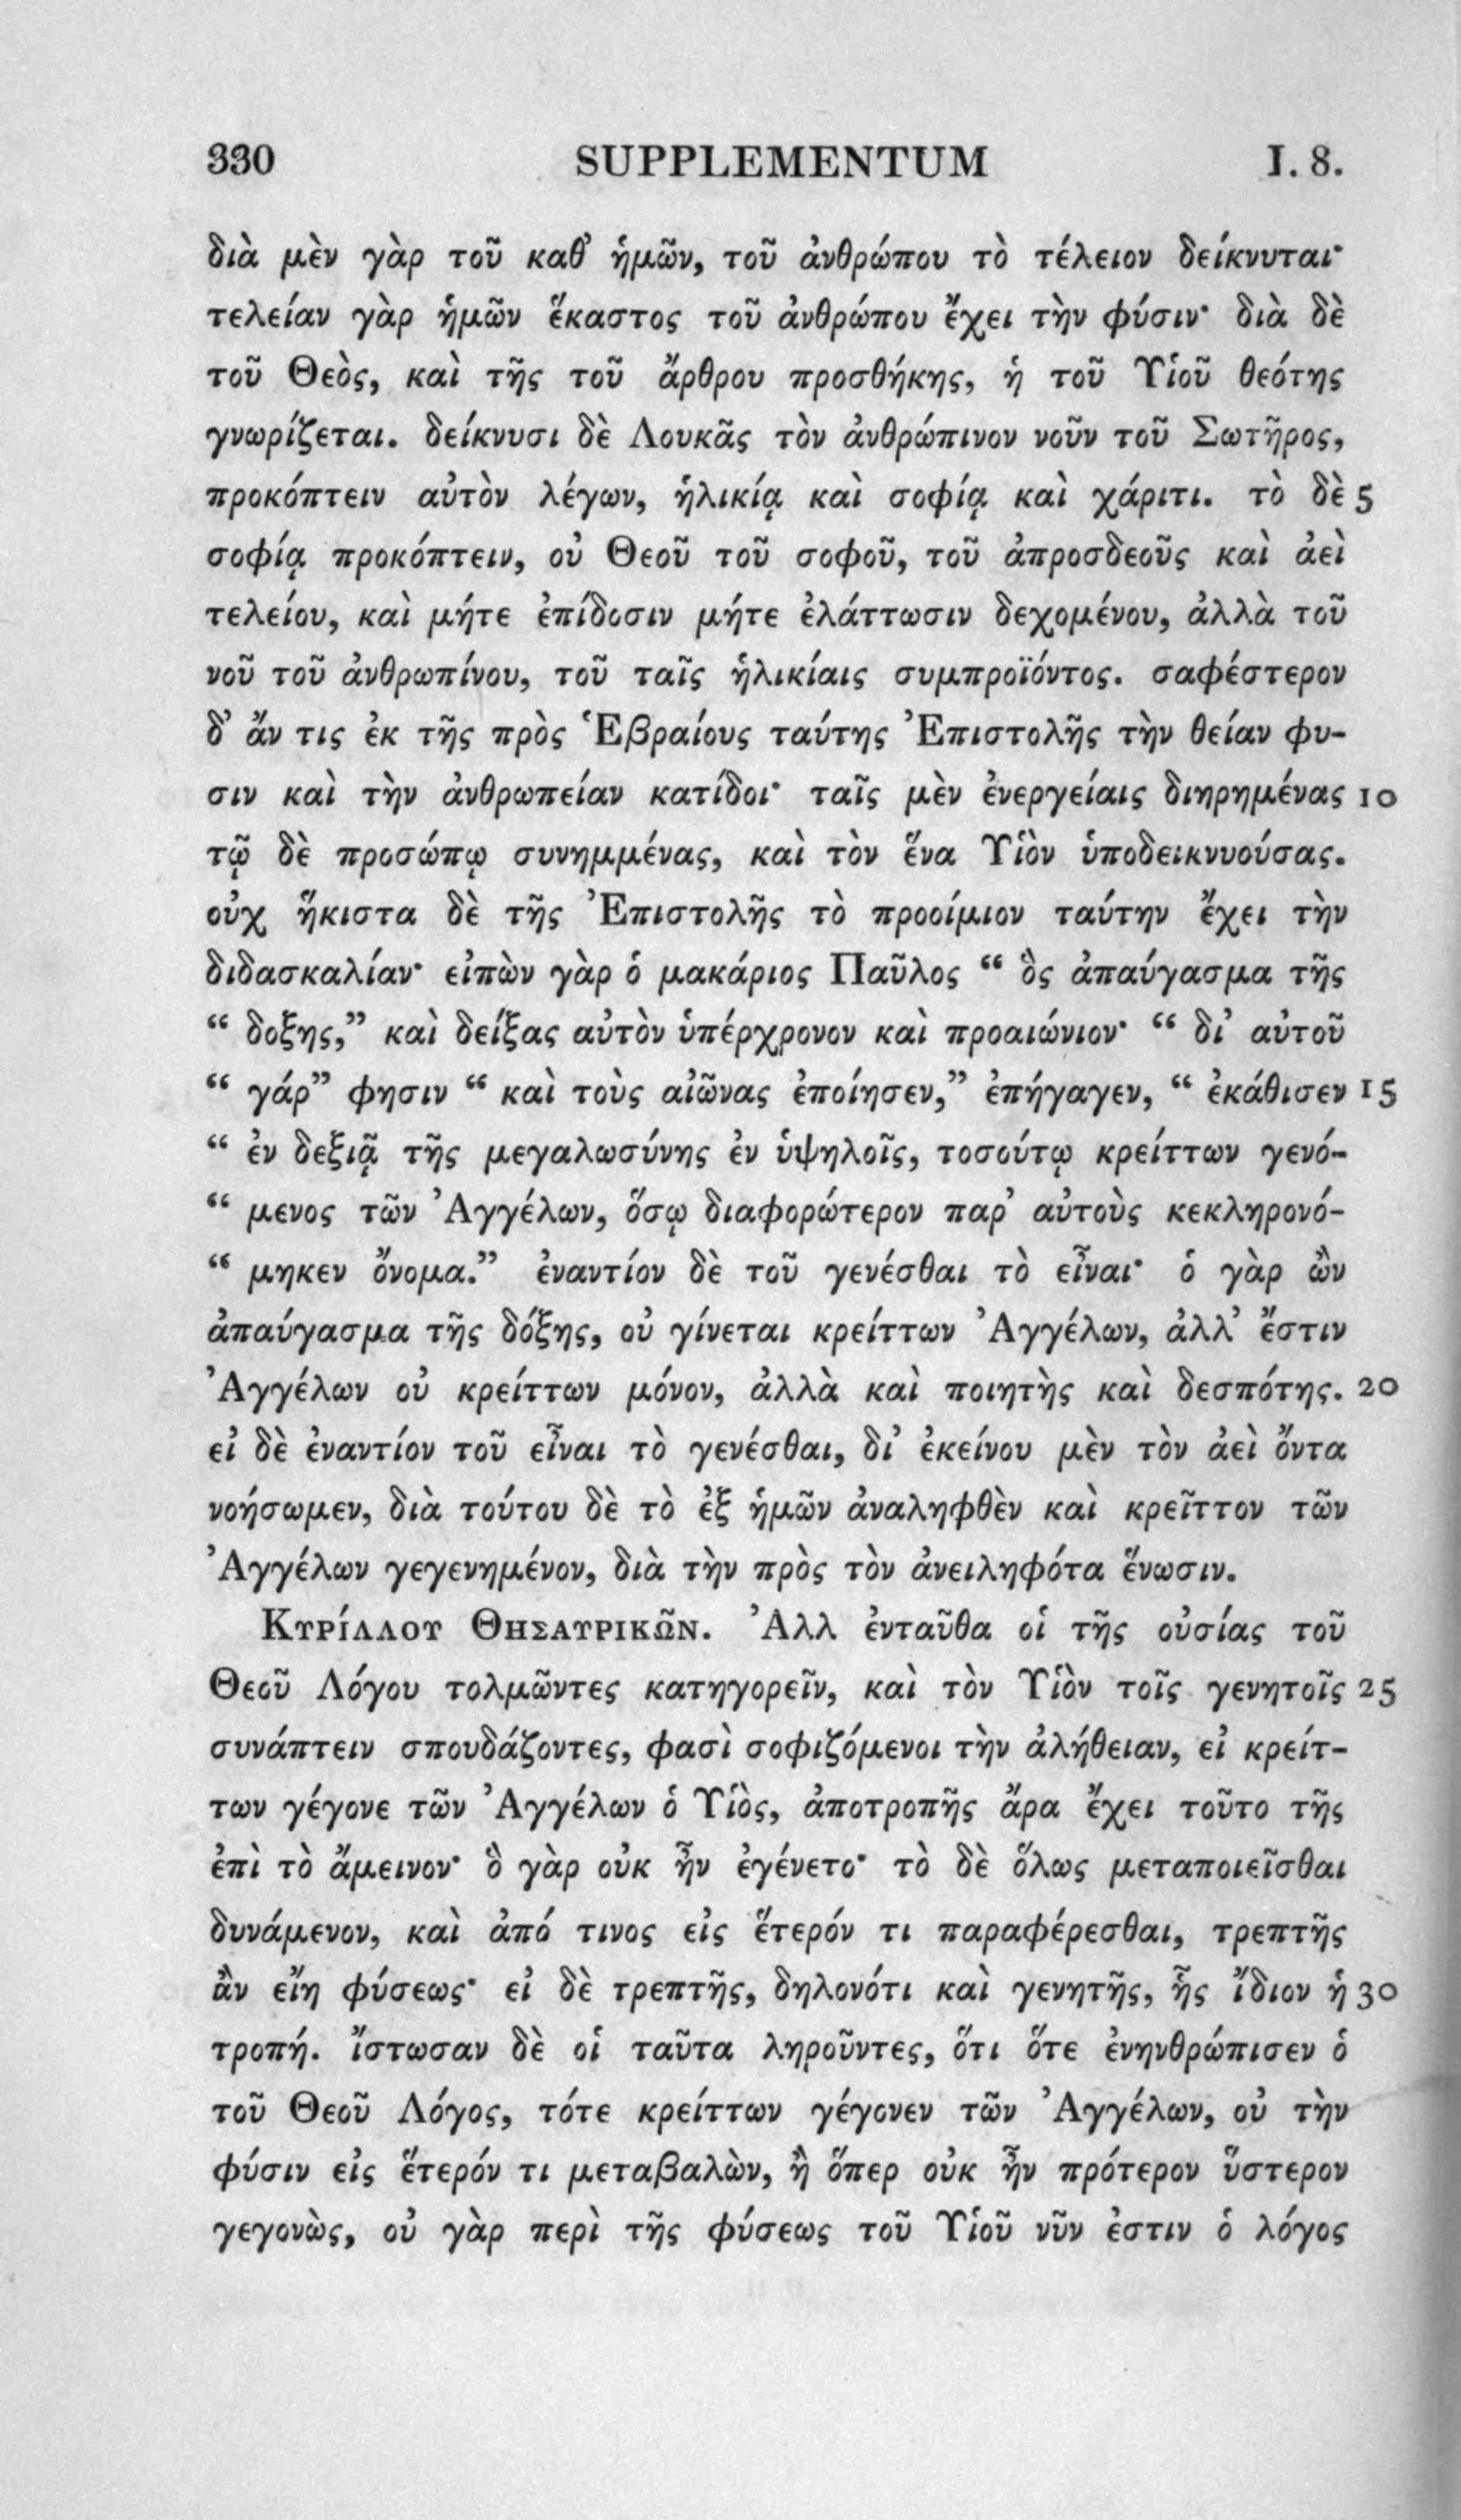 330 SUPPLEMENTUM I. 8.
διὰ μὲν γὰρ τοῦ καθ’ ἡμῶν, τοῦ ἀνθρώπου τὸ τέλειον δείκνυται·
τελείαν γὰρ ἡμῶν ἕκαστος τοῦ ἀνθρώπου ἔχει τὴν φύσιν· διὰ δὲ
τοῦ Θεὸς, καὶ τῆς τοῦ ἄρθρου προσθήκης, ἡ τοῦ Υἱοῦ θεότης
γνωρίζεται. δείκνυσι δὲ Λουκᾶς τὸν ἀνθρώπινον νοῦν τοῦ Σωτῆρος,
προκόπτειν αὐτὸν λέγων, ἡλικίᾳ καὶ σοφίᾳ καὶ χάριτι. τὸ δὲ 5
σοφίᾳ προκόπτειν, οὐ Θεοῦ τοῦ σοφοῦ, τοῦ ἀπροσδεοῦς καὶ ἀεὶ
τελείου, καὶ μήτε ἐπίδοσιν μήτε ἐλάττωσιν δεχομένου, ἀλλὰ τοῦ
νοῦ τοῦ ἀνθρωπίνου, τοῦ ταῖς ἡλικίαις συμπροϊόντος. σαφέστερον
δ’ ἄν τις ἐκ τῆς πρὸς Ἑβραίους ταύτης Ἐπιστολῆς τὴν θείαν φυ-
σιν καὶ τὴν ἀνθρωπείαν κατίδοι· ταῖς μὲν ἐνεργείαις διηρημένας 10
τῷ δὲ προσώπῳ συνημμένας, καὶ τὸν ἕνα Υἱὸν ὑποδεικνυούσας.
οὐχ ἥκιστα δὲ τῆς Ἐπιστολῆς τὸ προοίμιον ταύτην ἔχει τὴν
διδασκαλίαν· εἰπὼν γὰρ ὁ μακάριος Παῦλος “ ὃς ἀπαύγασμα τῆς
“ δοξης,” καὶ δείξας αὐτὸν ὑπέρχρονον καὶ προαιώνιον· “ δι’ αὐτοῦ
“ γάρ” φησιν “ καὶ τοὺς αἰῶνας ἐποίησεν,” ἐπήγαγεν, “ ἐκάθισεν 15
“ ἐν δεξιᾷ τῆς μεγαλωσύνης ἐν ὑψηλοῖς, τοσούτῳ κρείττων γενό-
“ μενος τῶν Ἀγγέλων, ὅσῳ διαφορώτερον παρ’ αὐτοὺς κεκληρονό-
“ μηκεν ὄνομα.” ἐναντίον δὲ τοῦ γενέσθαι τὸ εἶναι· ὁ γὰρ ὢν
ἀπαύγασμα τῆς δόξης, οὐ γίνεται κρείττων Ἀγγέλων, ἀλλ’ ἔστιν
Ἀγγέλων οὐ κρείττων μόνον, ἀλλὰ καὶ ποιητὴς καὶ δεσπότης. 20
εἰ δὲ ἐναντίον τοῦ εἶναι τὸ γενέσθαι, δι’ ἐκείνου μὲν τὸν ἀεὶ ὄντα
νοήσωμεν, διὰ τούτου δὲ τὸ ἐξ ἡμῶν ἀναληφθὲν καὶ κρεῖττον τῶν
Ἀγγέλων γεγενημένον, διὰ τὴν πρὸς τὸν ἀνειληφότα ἕνωσιν.
ΚΥΡΊΛΛΟΥ ΘΗΣΑΥΡΙΚΩ͂Ν. Ἀλλ ἐνταῦθα οἱ τῆς οὐσίας τοῦ
Θεοῦ Λόγου τολμῶντες κατηγορεῖν, καὶ τὸν Υἱὸν τοῖς γενητοῖς 25
συνάπτειν σπουδάζοντες, φασὶ σοφιζόμενοι τὴν ἀλήθειαν, εἰ κρείτ-
των γέγονε τῶν Ἀγγέλων ὁ Υἱὸς, ἀποτροπῆς ἄρα ἔχει τοῦτο τῆς
ἐπὶ τὸ ἄμεινον· ὃ γὰρ οὐκ ἦν ἐγένετο· τὸ δὲ ὅλως μεταποιεῖσθαι
δυνάμενον, καὶ ἀπό τινος εἰς ἕτερόν τι παραφέρεσθαι, τρεπτῆς
ἂν εἴη φύσεως· εἰ δὲ τρεπτῆς, δηλονότι καὶ γενητῆς, ἧς ἴδιον ἡ 30
τροπή. ἴστωσαν δὲ οἱ ταῦτα ληροῦντες, ὅτι ὅτε ἐνηνθρώπισεν ὁ
τοῦ Θεοῦ Λόγος, τότε κρείττων γέγονεν τῶν Ἀγγέλων, οὐ τὴν
φύσιν εἰς ἕτερόν τι μεταβαλὼν, ἢ ὅπερ οὐκ ἦν πρότερον ὕστερον
γεγονὼς, οὐ γὰρ περὶ τῆς φύσεως τοῦ Υἱοῦ νῦν ἐστιν ὁ λόγος